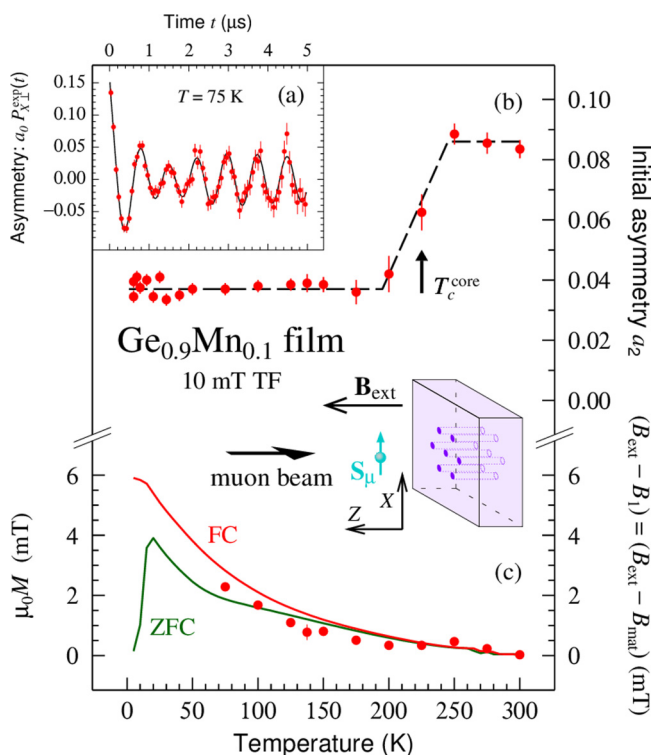 Time t (μs)
0 1 2 3 4 5
Asymmetry: a₀ P_X⊥^exp(t)
0.15
0.10
0.05
0.00
−0.05
(a)
T = 75 K
(b)
0.10
0.08
0.06
0.04
0.02
0.00
Initial asymmetry a₂
T_c^core
Ge₀.₉Mn₀.₁ film
10 mT TF
B_ext
muon beam
S_μ
X
Z
(c)
FC
ZFC
μ₀M (mT)
6
4
2
0
6
4
2
0
(B_ext − B₁) = (B_ext − B_mat) (mT)
0 50 100 150 200 250 300
Temperature (K)